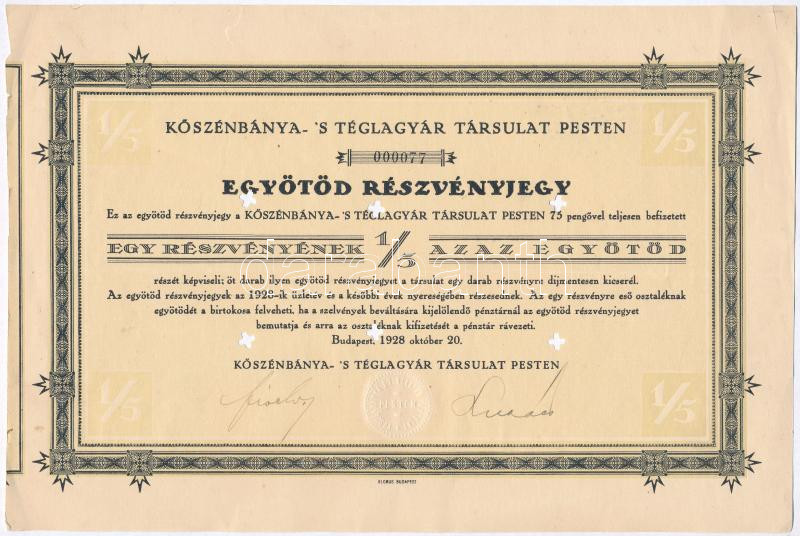 1/5 1/5
KŐSZÉNBÁNYA- 'S TÉGLAGYÁR TÁRSULAT PESTEN
000077
EGYÖTÖD RÉSZVÉNYJEGY
Ez az egyötöd részvényjegy a KŐSZÉNBÁNYA- 'S TÉGLAGYÁR TÁRSULAT PESTEN 75 pengővel teljesen befizetett
EGY RÉSZVÉNYÉNEK 1/5 AZAZ EGYÖTÖD
részét képviseli; öt darab ilyen egyötöd részvényjegyet a társulat egy darab részvényre díjmentesen kicserél.
Az egyötöd részvényjegyek az 1928-ik üzletév és a későbbi évek nyereségében részesülnek. Az egy részvényre eső osztaléknak
egyötödét a birtokosa felveheti, ha a szelvények beváltására kijelölendő pénztárnál az egyötöd részvényjegyet
bemutatja és arra az osztaléknak kifizetését a pénztár rávezeti.
Budapest, 1928 október 20.
KŐSZÉNBÁNYA- 'S TÉGLAGYÁR TÁRSULAT PESTEN
1/5 PESTEN 1/5
GLOBUS BUDAPEST